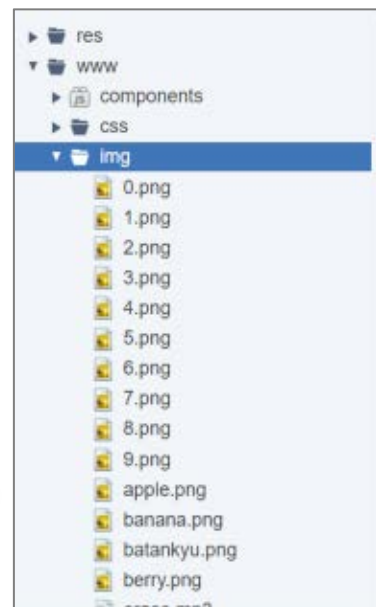 res
www
components
css
img
0.png
1.png
2.png
3.png
4.png
5.png
6.png
7.png
8.png
9.png
apple.png
banana.png
batankyu.png
berry.png